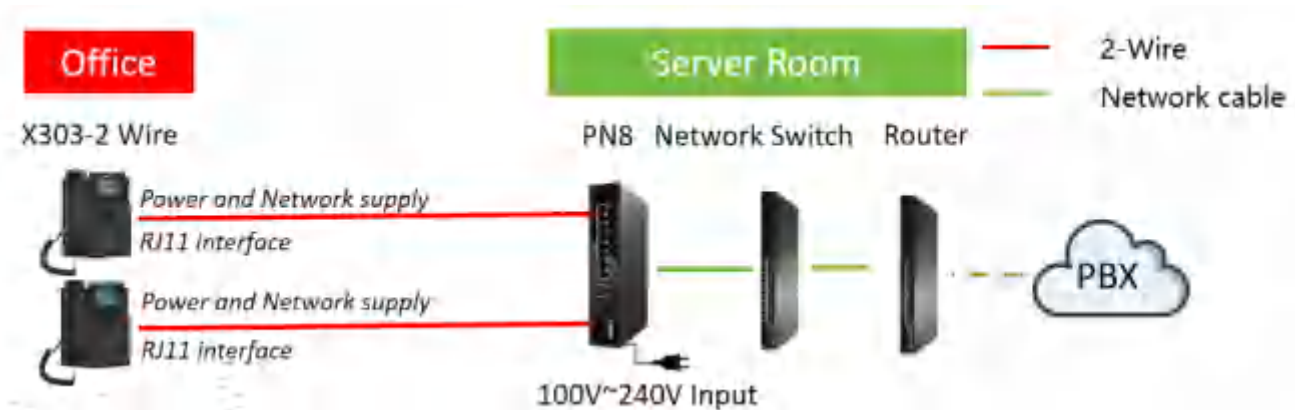 Office
Server Room
2-Wire
Network cable
X303-2 Wire
PN8
Network Switch
Router
Power and Network supply
RJ11 interface
Power and Network supply
RJ11 interface
PBX
100V~240V Input